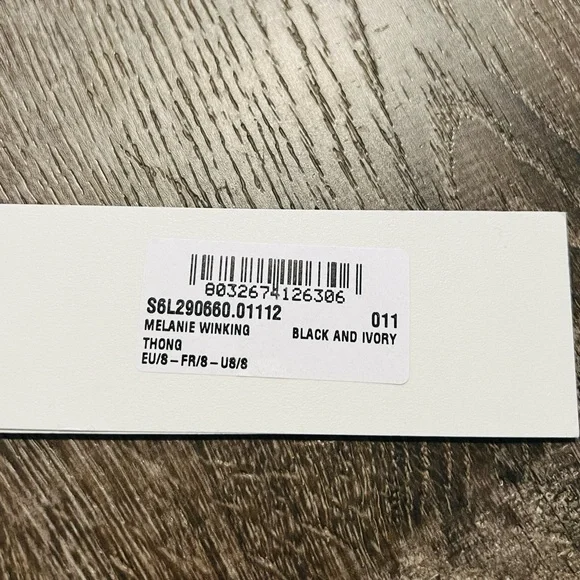 8032674126306
S6L290660.01112 011
MELANIE WINKING BLACK AND IVORY
THONG
EU/8-FR/8-US/8